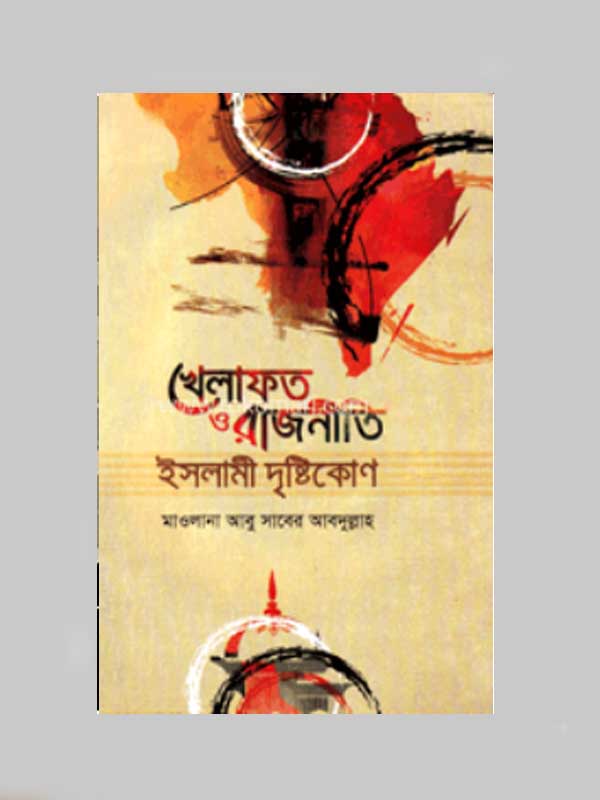 খেলাফত
ও রাজনীতি
ইসলামী দৃষ্টিকোণ
মাওলানা আবু সাবের আবদুল্লাহ